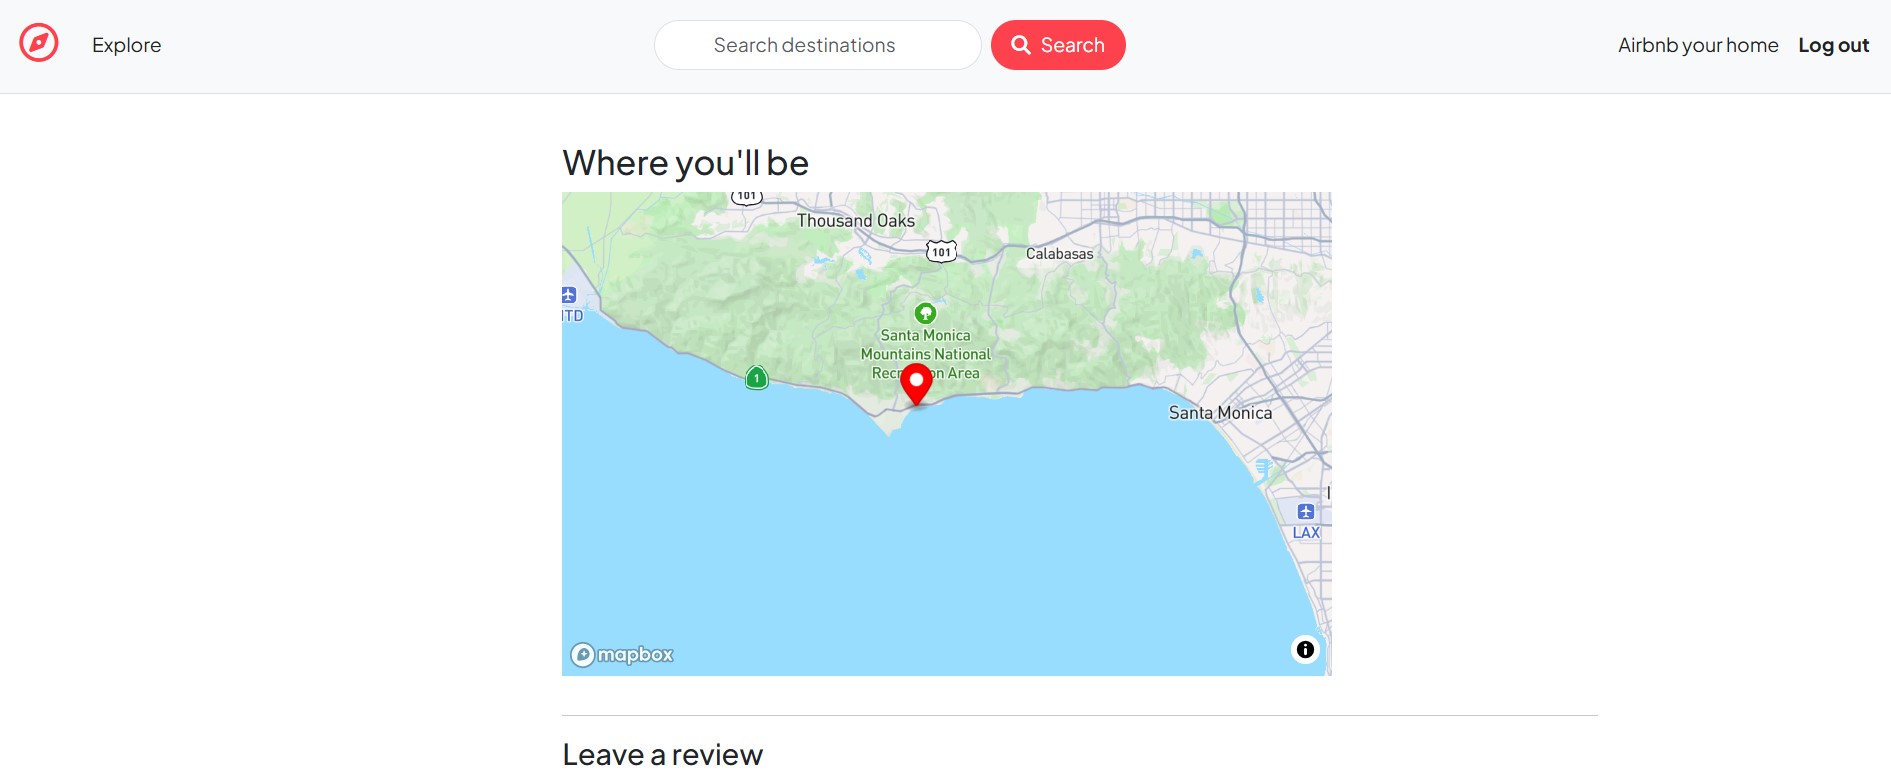 Explore
Search destinations
Search
Airbnb your home
Log out
Where you'll be
101
Thousand Oaks
101
Calabasas
Santa Monica
Mountains National
Area
1
Santa Monica
LAX
mapbox
Leave a review